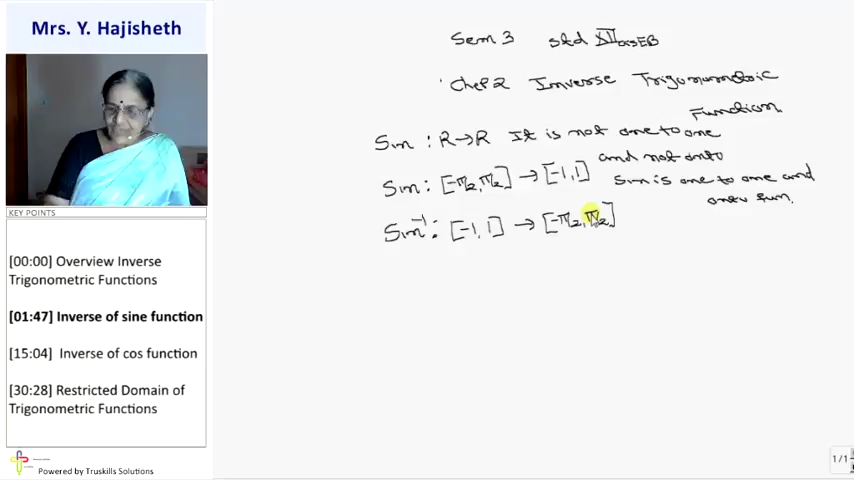 Mrs. Y. Hajisheth
KEY POINTS
[00:00] Overview Inverse
Trigonometric Functions
[01:47] Inverse of sine function
[15:04] Inverse of cos function
[30:28] Restricted Domain of
Trigonometric Functions
Powered by Truskills Solutions
Sem 3 std XII GSEB
Chap 2 Inverse Trigonometric
Function
Sin : R→R It is not one to one
and not onto
Sin : [-π/2, π/2] → [-1, 1]
Sin is one to one and
onto fun.
Sin⁻¹ : [-1, 1] → [-π/2, π/2]
1/1